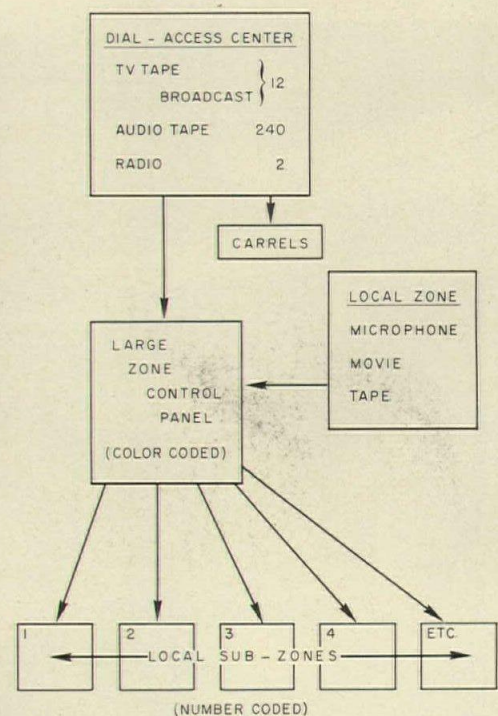 DIAL - ACCESS CENTER
TV TAPE
BROADCAST
12
AUDIO TAPE 240
RADIO 2
CARRELS
LOCAL ZONE
MICROPHONE
MOVIE
TAPE
LARGE
ZONE
CONTROL
PANEL
(COLOR CODED)
1 2 3 4 ETC.
LOCAL SUB-ZONES
(NUMBER CODED)